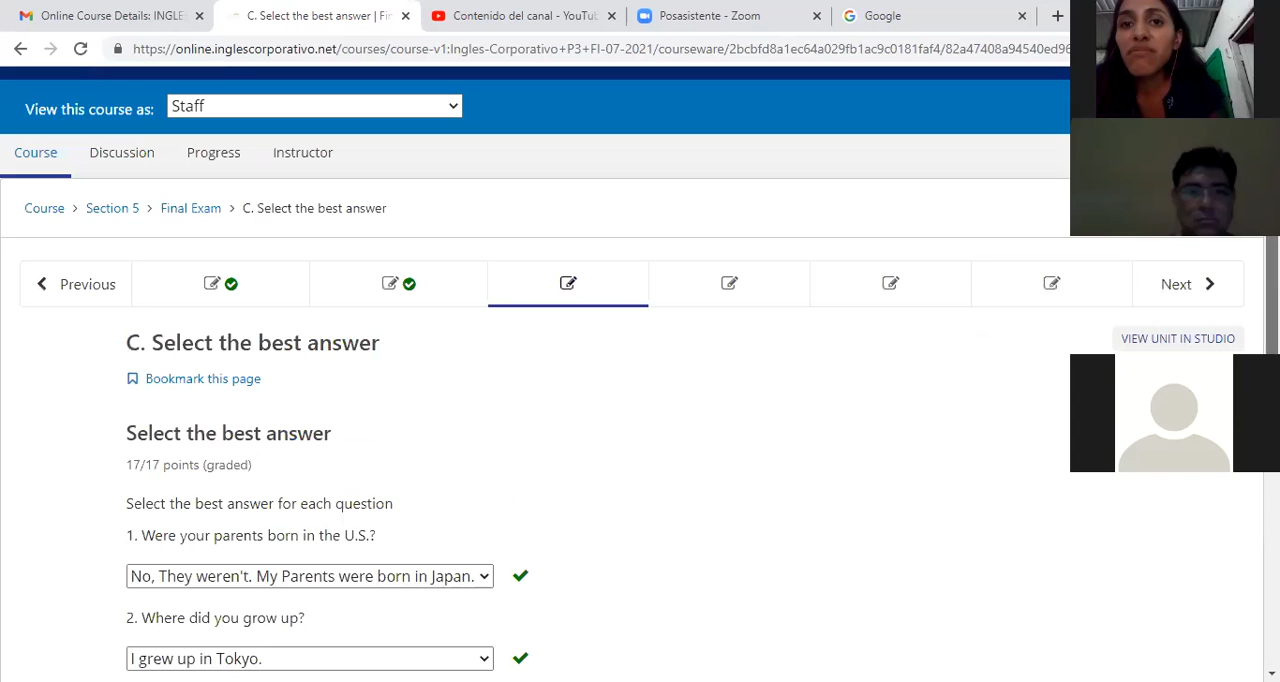 Online Course Details: INGLES
C. Select the best answer | Fin
Contenido del canal - YouTub
Posasistente - Zoom
Google
https://online.inglescorporativo.net/courses/course-v1:Ingles-Corporativo+P3+FI-07-2021/courseware/2bcbfd8a1ec64a029fb1ac9c0181faf4/82a47408a94540ed96
View this course as: Staff
Course Discussion Progress Instructor
Course > Section 5 > Final Exam > C. Select the best answer
Previous
Next
C. Select the best answer
VIEW UNIT IN STUDIO
Bookmark this page
Select the best answer
17/17 points (graded)
Select the best answer for each question
1. Were your parents born in the U.S.?
No, They weren't. My Parents were born in Japan.
2. Where did you grow up?
I grew up in Tokyo.